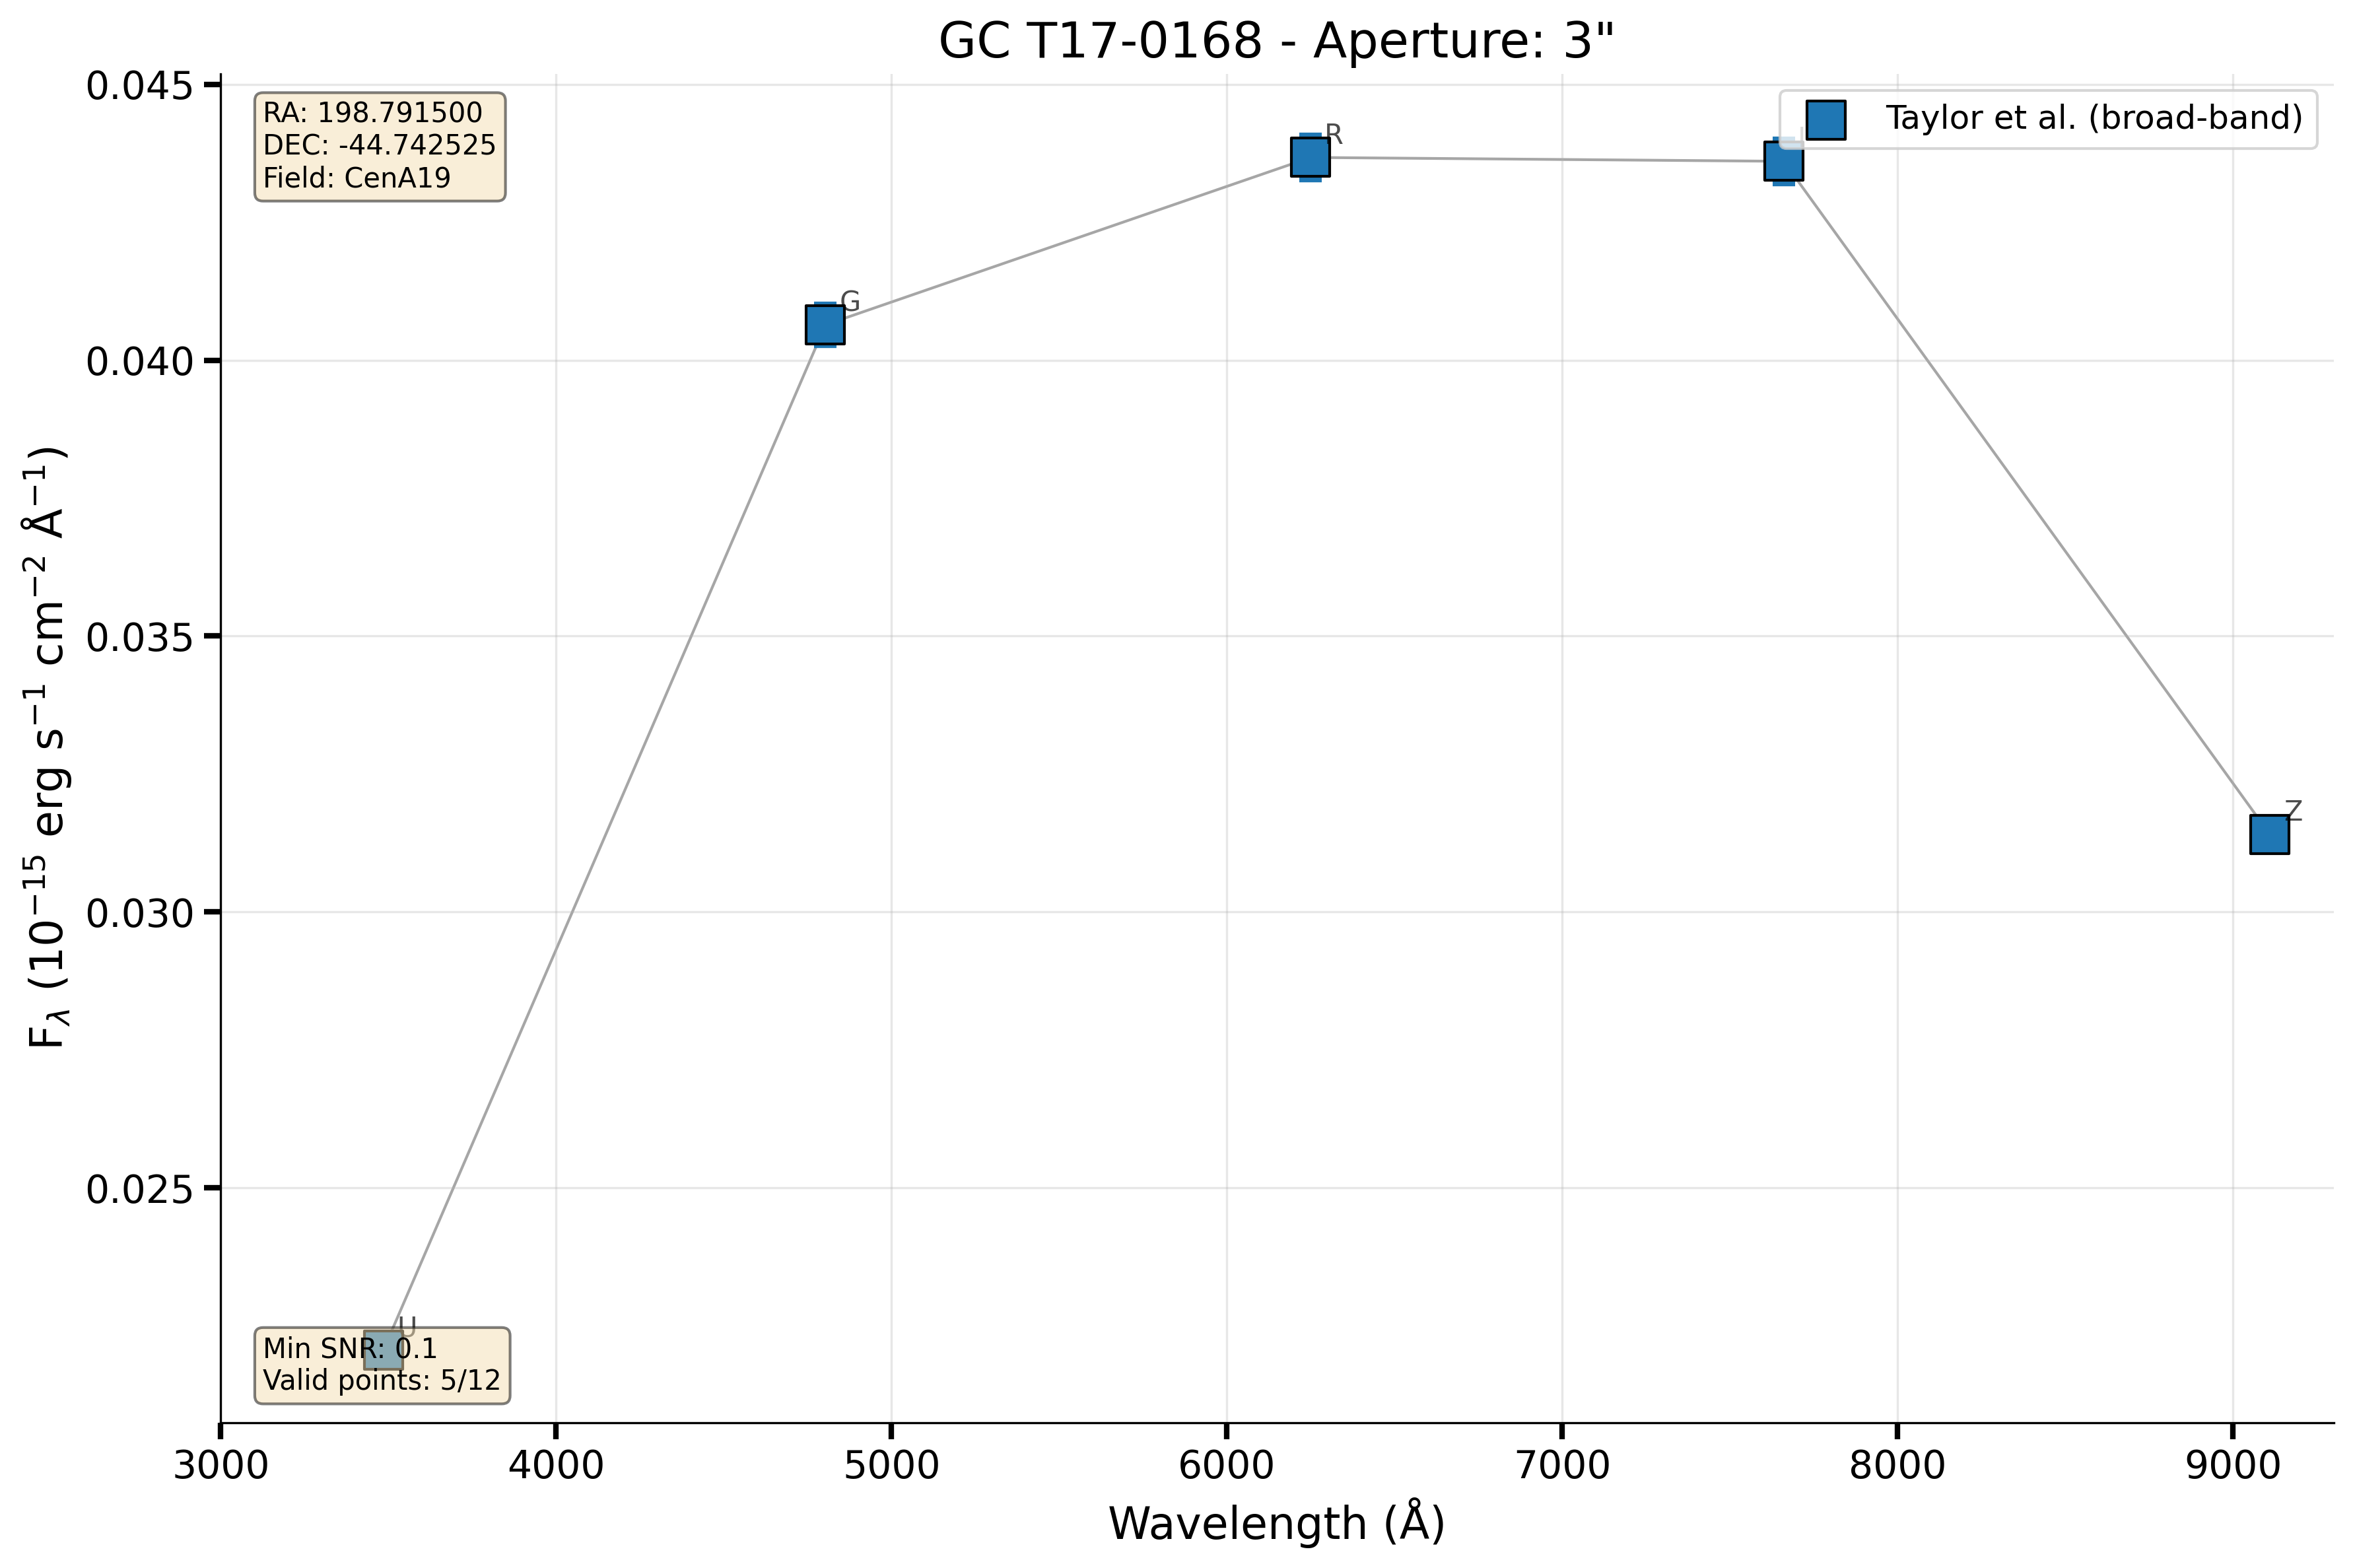 GC T17-0168 - Aperture: 3"
RA: 198.791500
DEC: -44.742525
Field: CenA19
Taylor et al. (broad-band)
0.045
0.040
0.035
0.030
0.025
F_λ (10⁻¹⁵ erg s⁻¹ cm⁻² Å⁻¹)
U
G
R
Z
Min SNR: 0.1
Valid points: 5/12
3000 4000 5000 6000 7000 8000 9000
Wavelength (Å)